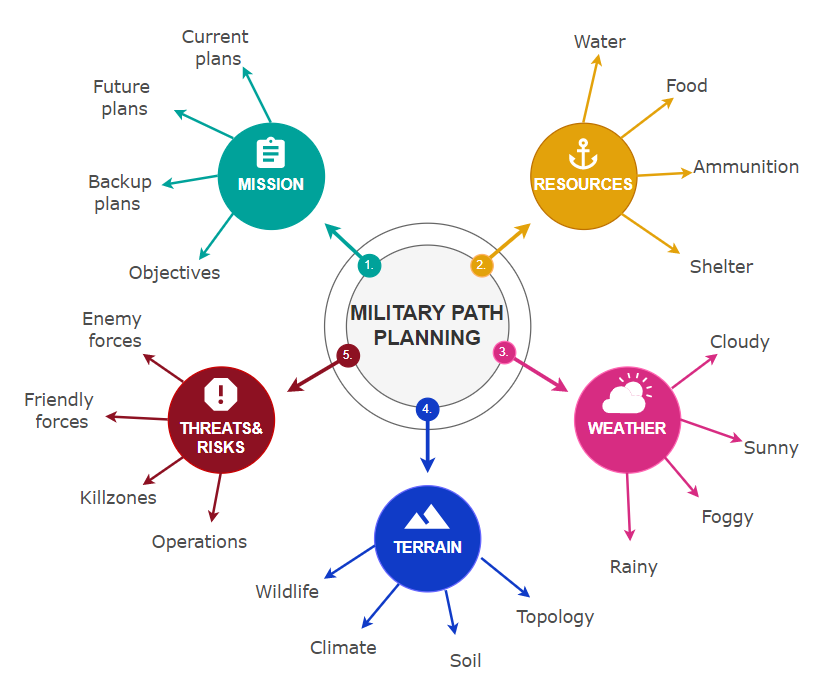 MILITARY PATH
PLANNING
1.
MISSION
Current
plans
Future
plans
Backup
plans
Objectives
2.
RESOURCES
Water
Food
Ammunition
Shelter
3.
WEATHER
Cloudy
Sunny
Foggy
Rainy
4.
TERRAIN
Topology
Soil
Climate
Wildlife
5.
THREATS&
RISKS
Enemy
forces
Friendly
forces
Killzones
Operations